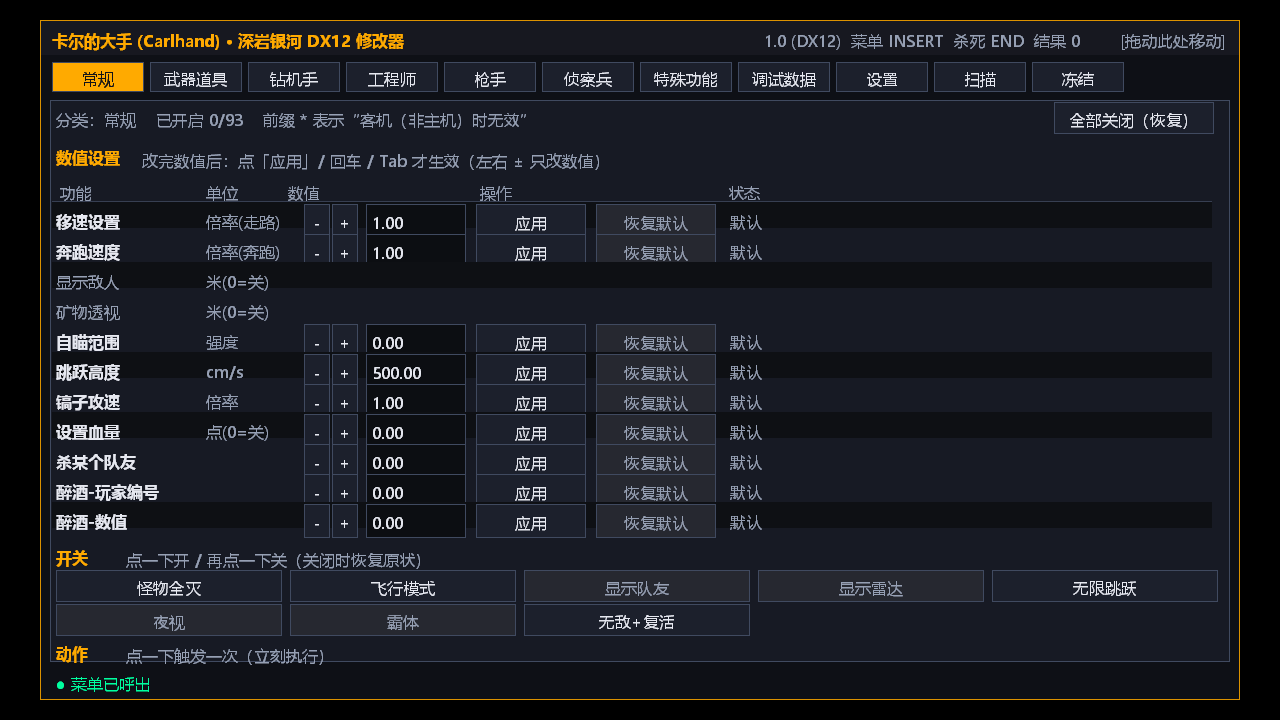 卡尔的大手 (Carlhand) • 深岩银河 DX12 修改器 1.0 (DX12) 菜单 INSERT 杀死 END 结果 0 [拖动此处移动]
常规 武器道具 钻机手 工程师 枪手 侦察兵 特殊功能 调试数据 设置 扫描 冻结
分类：常规 已开启 0/93 前缀 * 表示“客机（非主机）时无效” 全部关闭（恢复）
数值设置 改完数值后：点「应用」/ 回车 / Tab 才生效（左右 ± 只改数值）
功能 单位 数值 操作 状态
移速设置 倍率(走路) - + 1.00 应用 恢复默认 默认
奔跑速度 倍率(奔跑) - + 1.00 应用 恢复默认 默认
显示敌人 米(0=关)
矿物透视 米(0=关)
自瞄范围 强度 - + 0.00 应用 恢复默认 默认
跳跃高度 cm/s - + 500.00 应用 恢复默认 默认
镐子攻速 倍率 - + 1.00 应用 恢复默认 默认
设置血量 点(0=关) - + 0.00 应用 恢复默认 默认
杀某个队友 - + 0.00 应用 恢复默认 默认
醉酒-玩家编号 - + 0.00 应用 恢复默认 默认
醉酒-数值 - + 0.00 应用 恢复默认 默认
开关 点一下开 / 再点一下关（关闭时恢复原状）
怪物全灭 飞行模式 显示队友 显示雷达 无限跳跃
夜视 霸体 无敌+复活
动作 点一下触发一次（立刻执行）
● 菜单已呼出